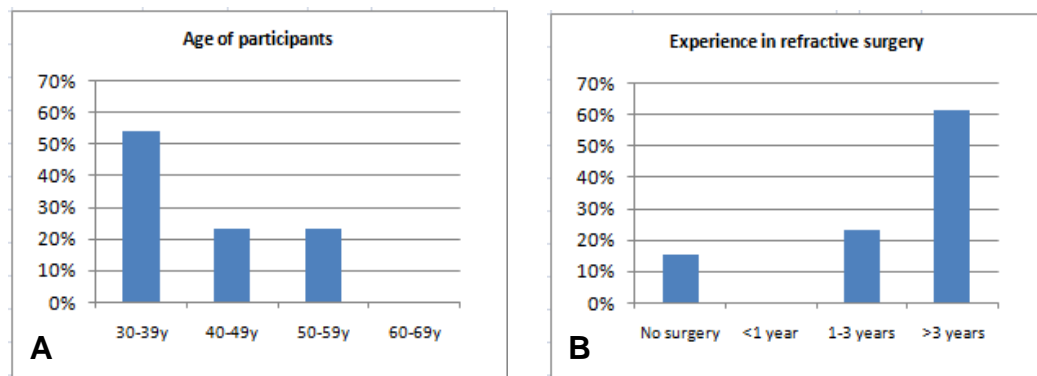 Age of participants
70%
60%
50%
40%
30%
20%
10%
0%
30-39y 40-49y 50-59y 60-69y
A
Experience in refractive surgery
70%
60%
50%
40%
30%
20%
10%
0%
No surgery <1 year 1-3 years >3 years
B